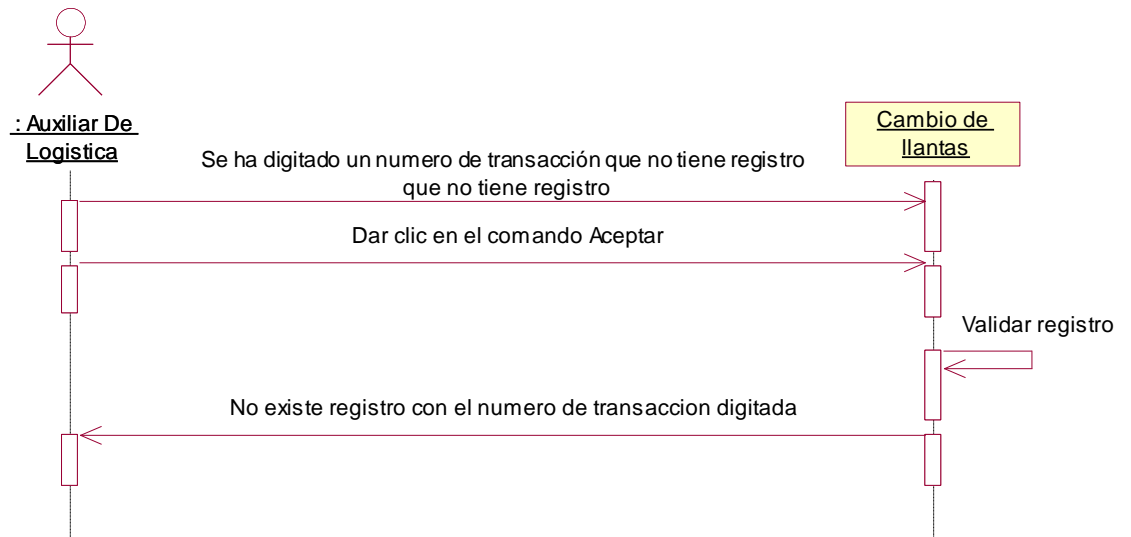 : Auxiliar De
Logistica
Cambio de
llantas
Se ha digitado un numero de transacción que no tiene registro
que no tiene registro
Dar clic en el comando Aceptar
Validar registro
No existe registro con el numero de transaccion digitada